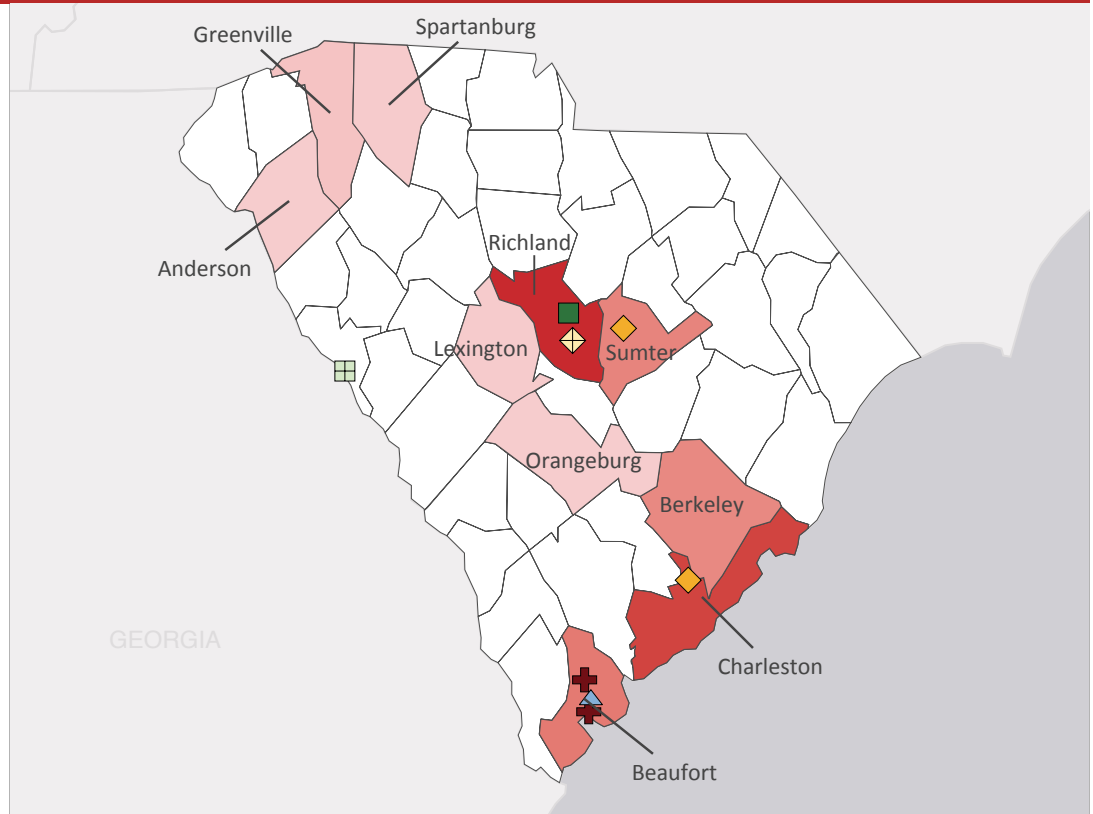 Spartanburg
Greenville
Richland
Anderson
Lexington
Sumter
Orangeburg
Berkeley
GEORGIA
Charleston
Beaufort